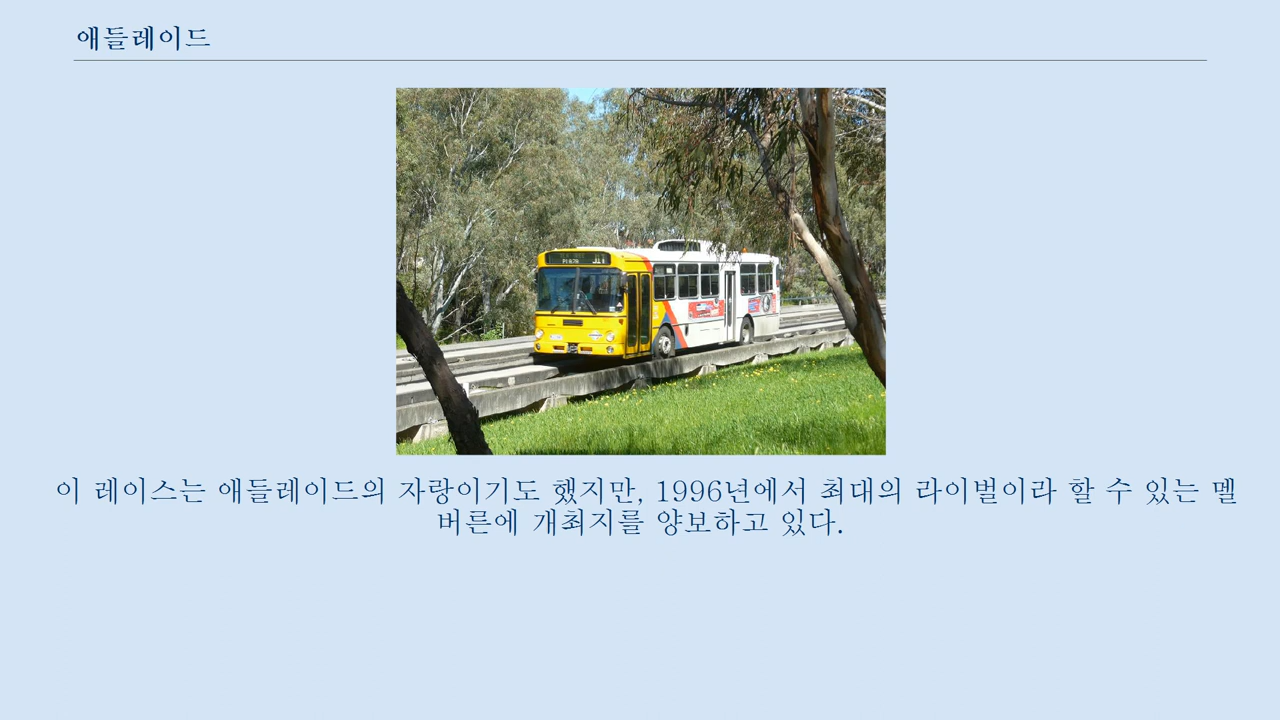 애들레이드
이 레이스는 애들레이드의 자랑이기도 했지만, 1996년에서 최대의 라이벌이라 할 수 있는 멜
버른에 개최지를 양보하고 있다.